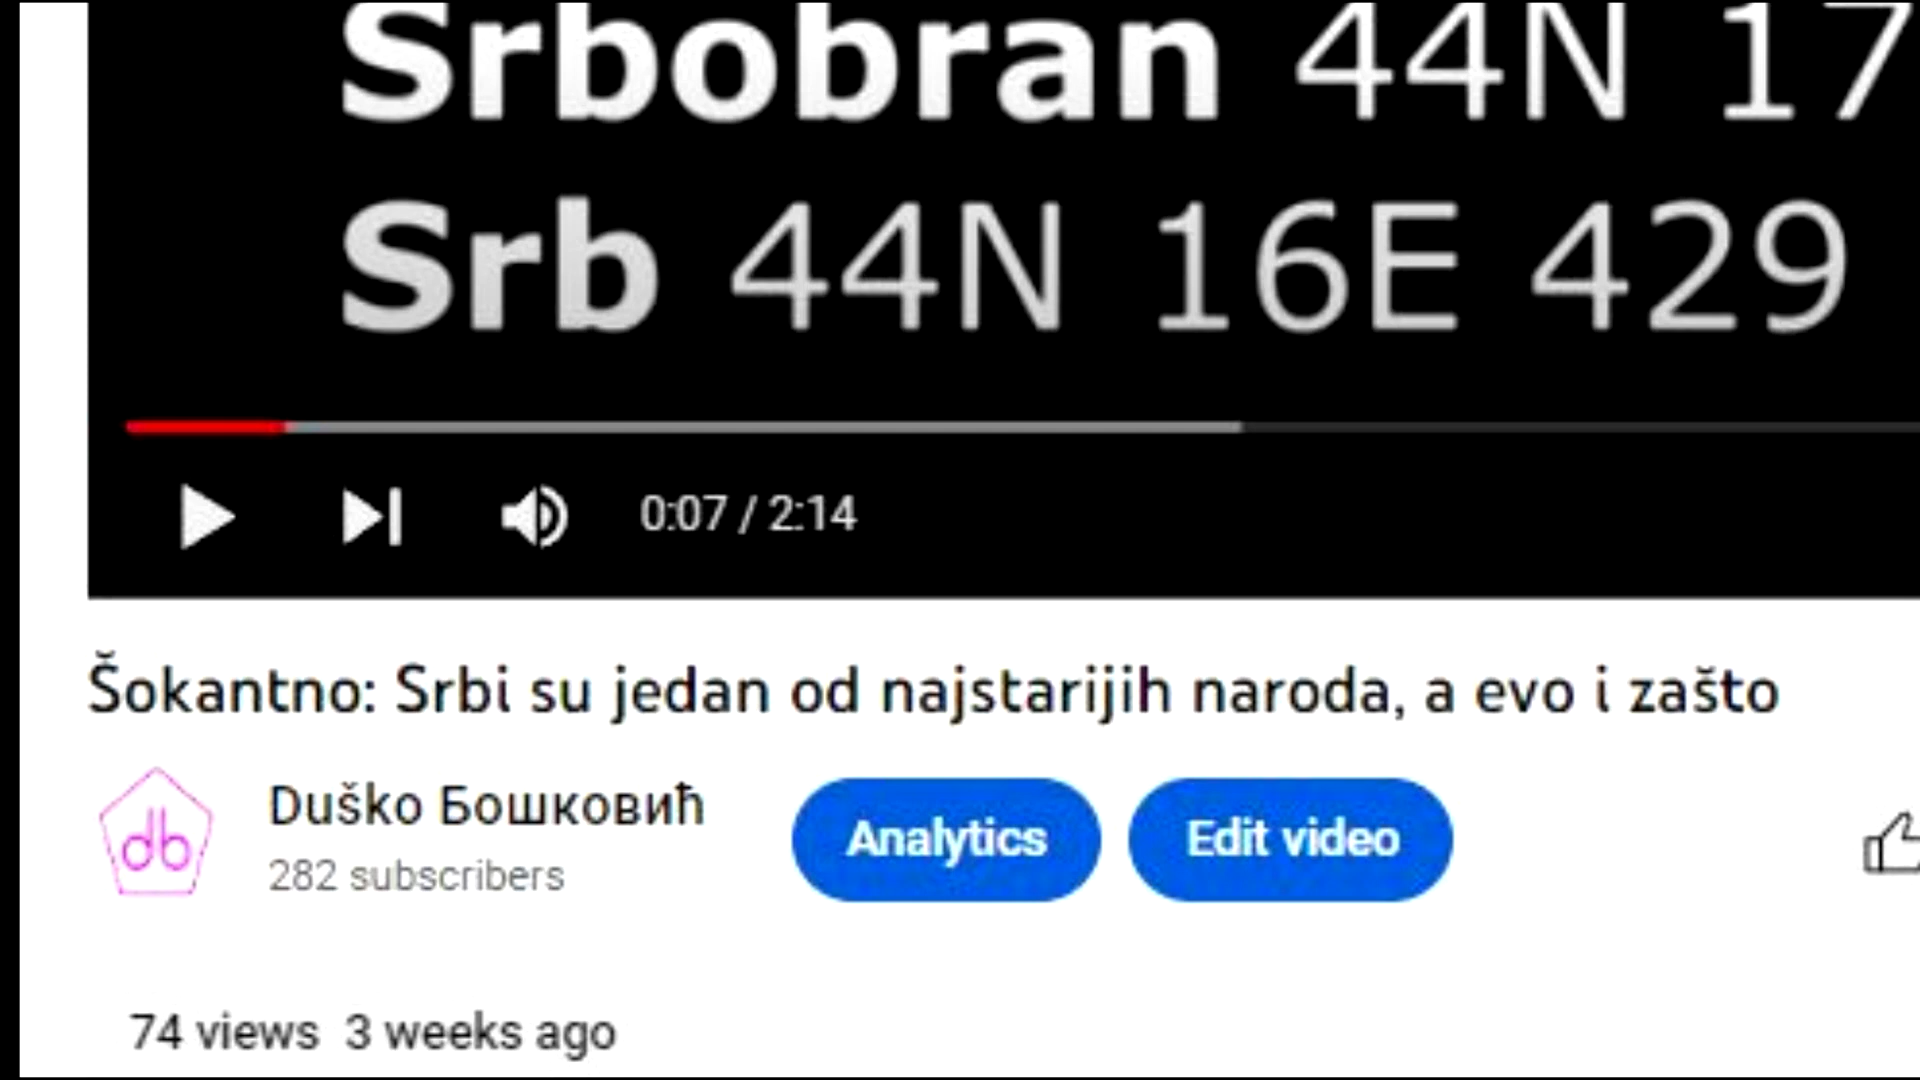 Srbobran 44N 17
Srb 44N 16E 429
0:07 / 2:14
Šokantno: Srbi su jedan od najstarijih naroda, a evo i zašto
db
Duško Бошковић
282 subscribers
Analytics
Edit video
74 views 3 weeks ago